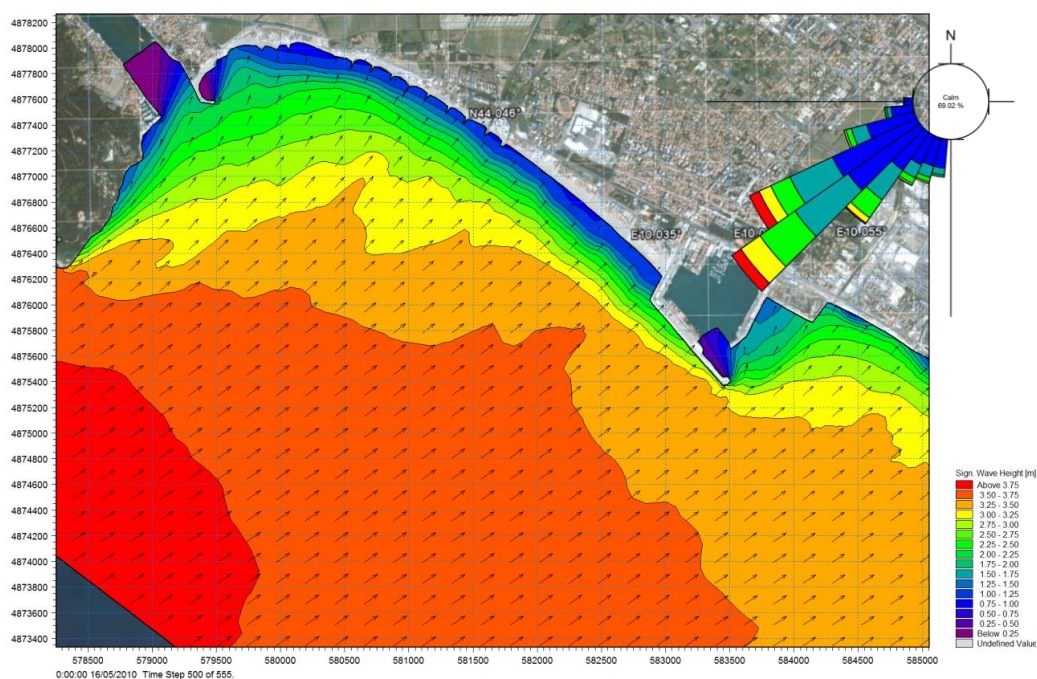 4878200
4878000
4877800
4877600
4877400
4877200
4877000
4876800
4876600
4876400
4876200
4876000
4875800
4875600
4875400
4875200
4875000
4874800
4874600
4874400
4874200
4874000
4873800
4873600
4873400
578500 579000 579500 580000 580500 581000 581500 582000 582500 583000 583500 584000 584500 585000
0:00:00 16/05/2010 Time Step 500 of 555.
N44.046°
E10.035°
E10.055°
N
Calm
69.02 %
Sign. Wave Height [m]
Above 3.75
3.50 - 3.75
3.25 - 3.50
3.00 - 3.25
2.75 - 3.00
2.50 - 2.75
2.25 - 2.50
2.00 - 2.25
1.75 - 2.00
1.50 - 1.75
1.25 - 1.50
1.00 - 1.25
0.75 - 1.00
0.50 - 0.75
0.25 - 0.50
Below 0.25
Undefined Value